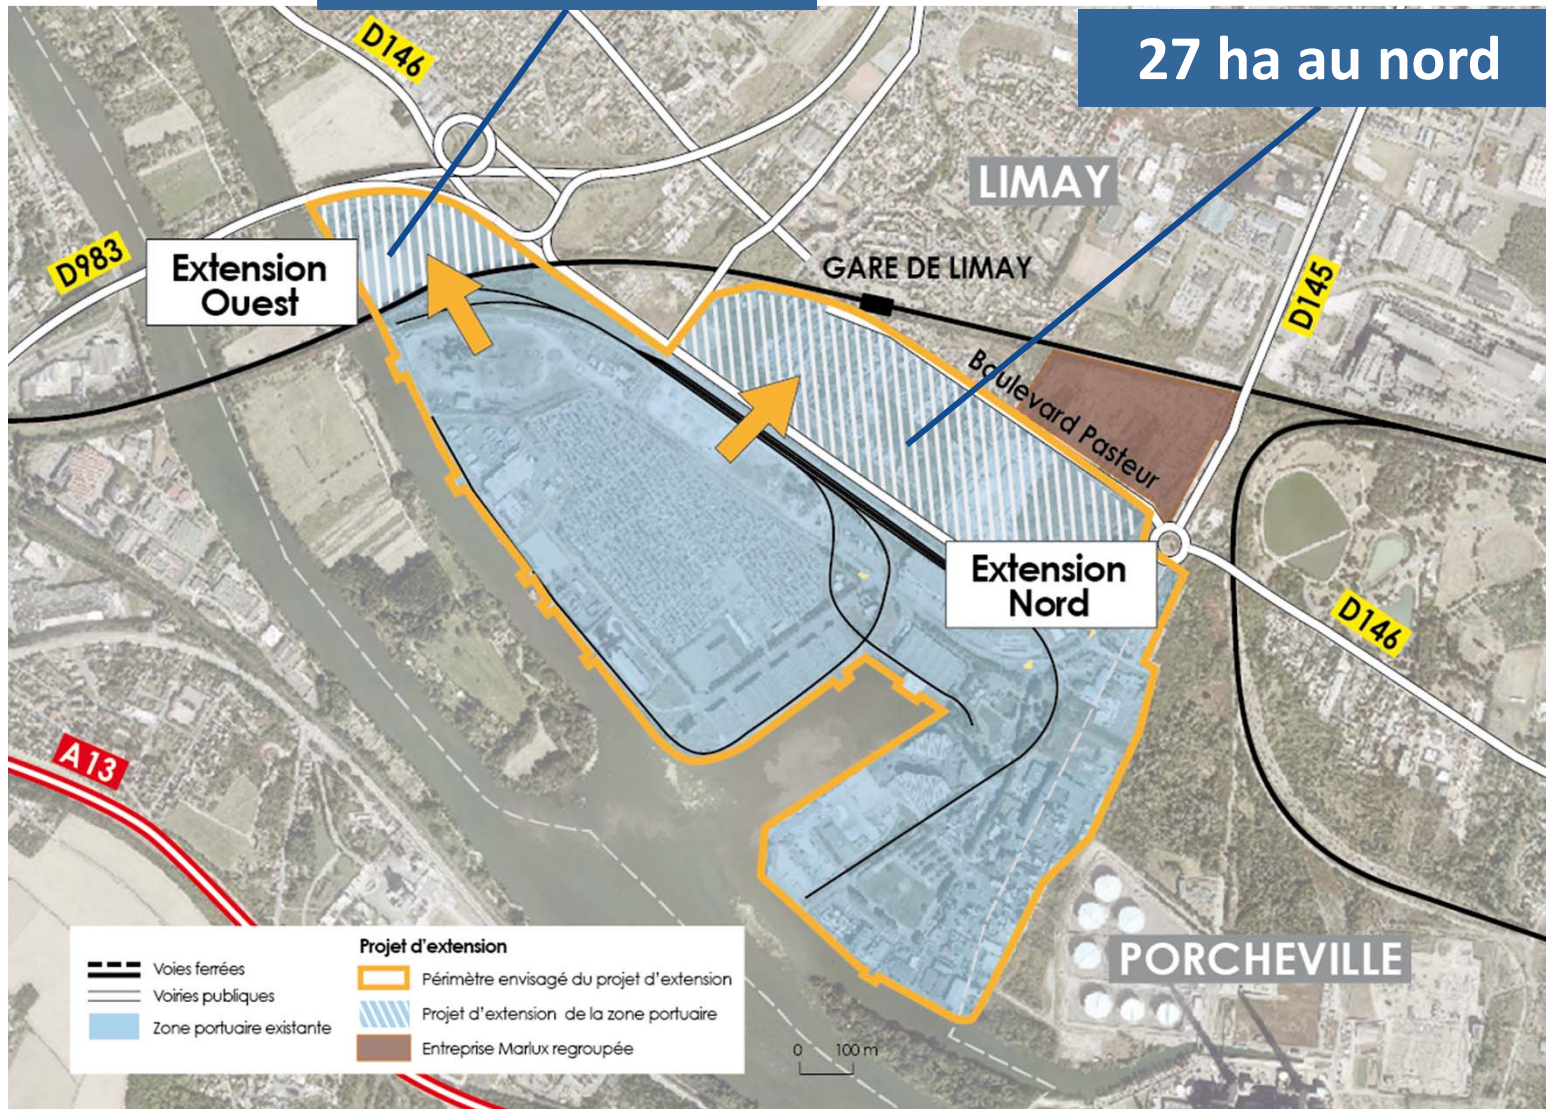 D146
27 ha au nord
LIMAY
D983
Extension
Ouest
GARE DE LIMAY
D145
Boulevard Pasteur
Extension
Nord
D146
A13
PORCHEVILLE
Voies ferrées
Voiries publiques
Zone portuaire existante
Projet d'extension
Périmètre envisagé du projet d'extension
Projet d'extension de la zone portuaire
Entreprise Marlux regroupée
0 100 m